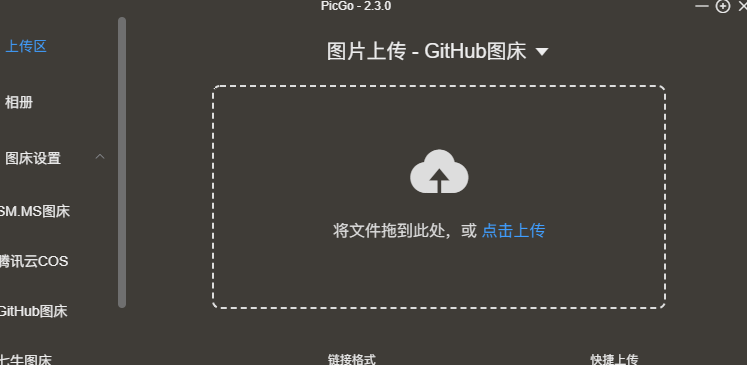 PicGo - 2.3.0
上传区
相册
图床设置
SM.MS图床
腾讯云COS
GitHub图床
七牛图床
图片上传 - GitHub图床
将文件拖到此处，或 点击上传
链接格式
快捷上传